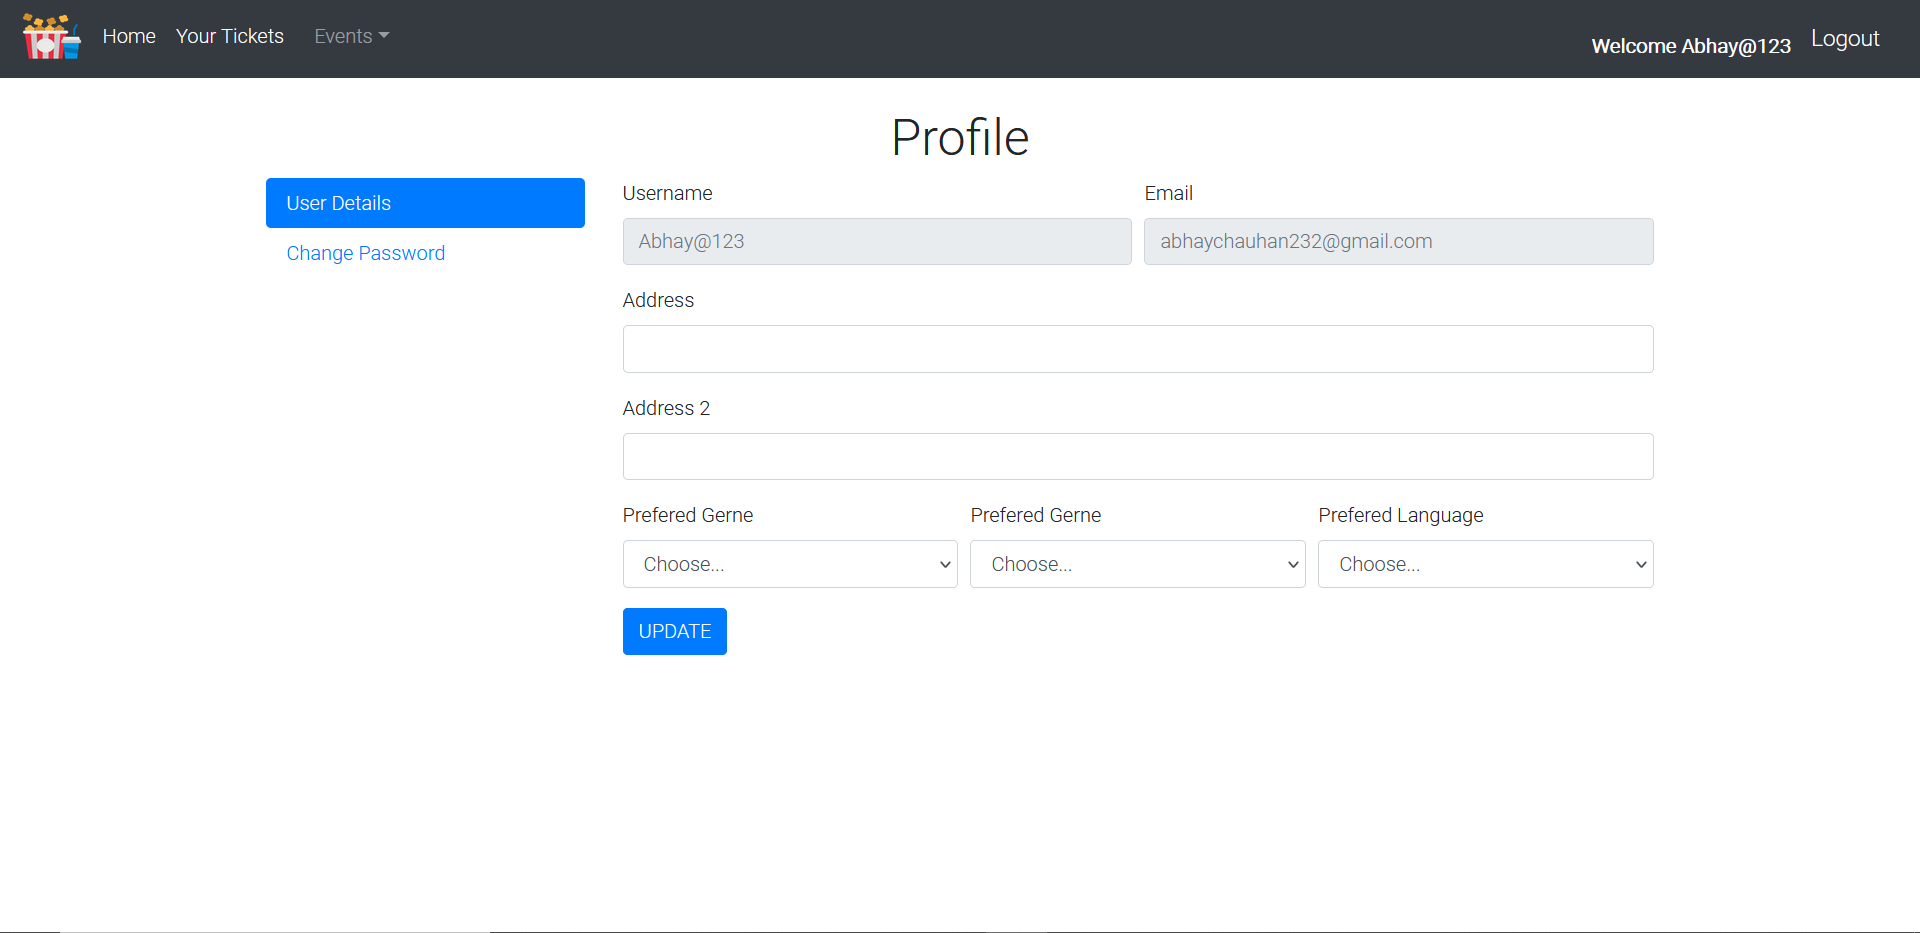 Home Your Tickets Events Welcome Abhay@123 Logout
Profile
User Details
Change Password
Username Email
Abhay@123 abhaychauhan232@gmail.com
Address
Address 2
Prefered Gerne Prefered Gerne Prefered Language
Choose... Choose... Choose...
UPDATE